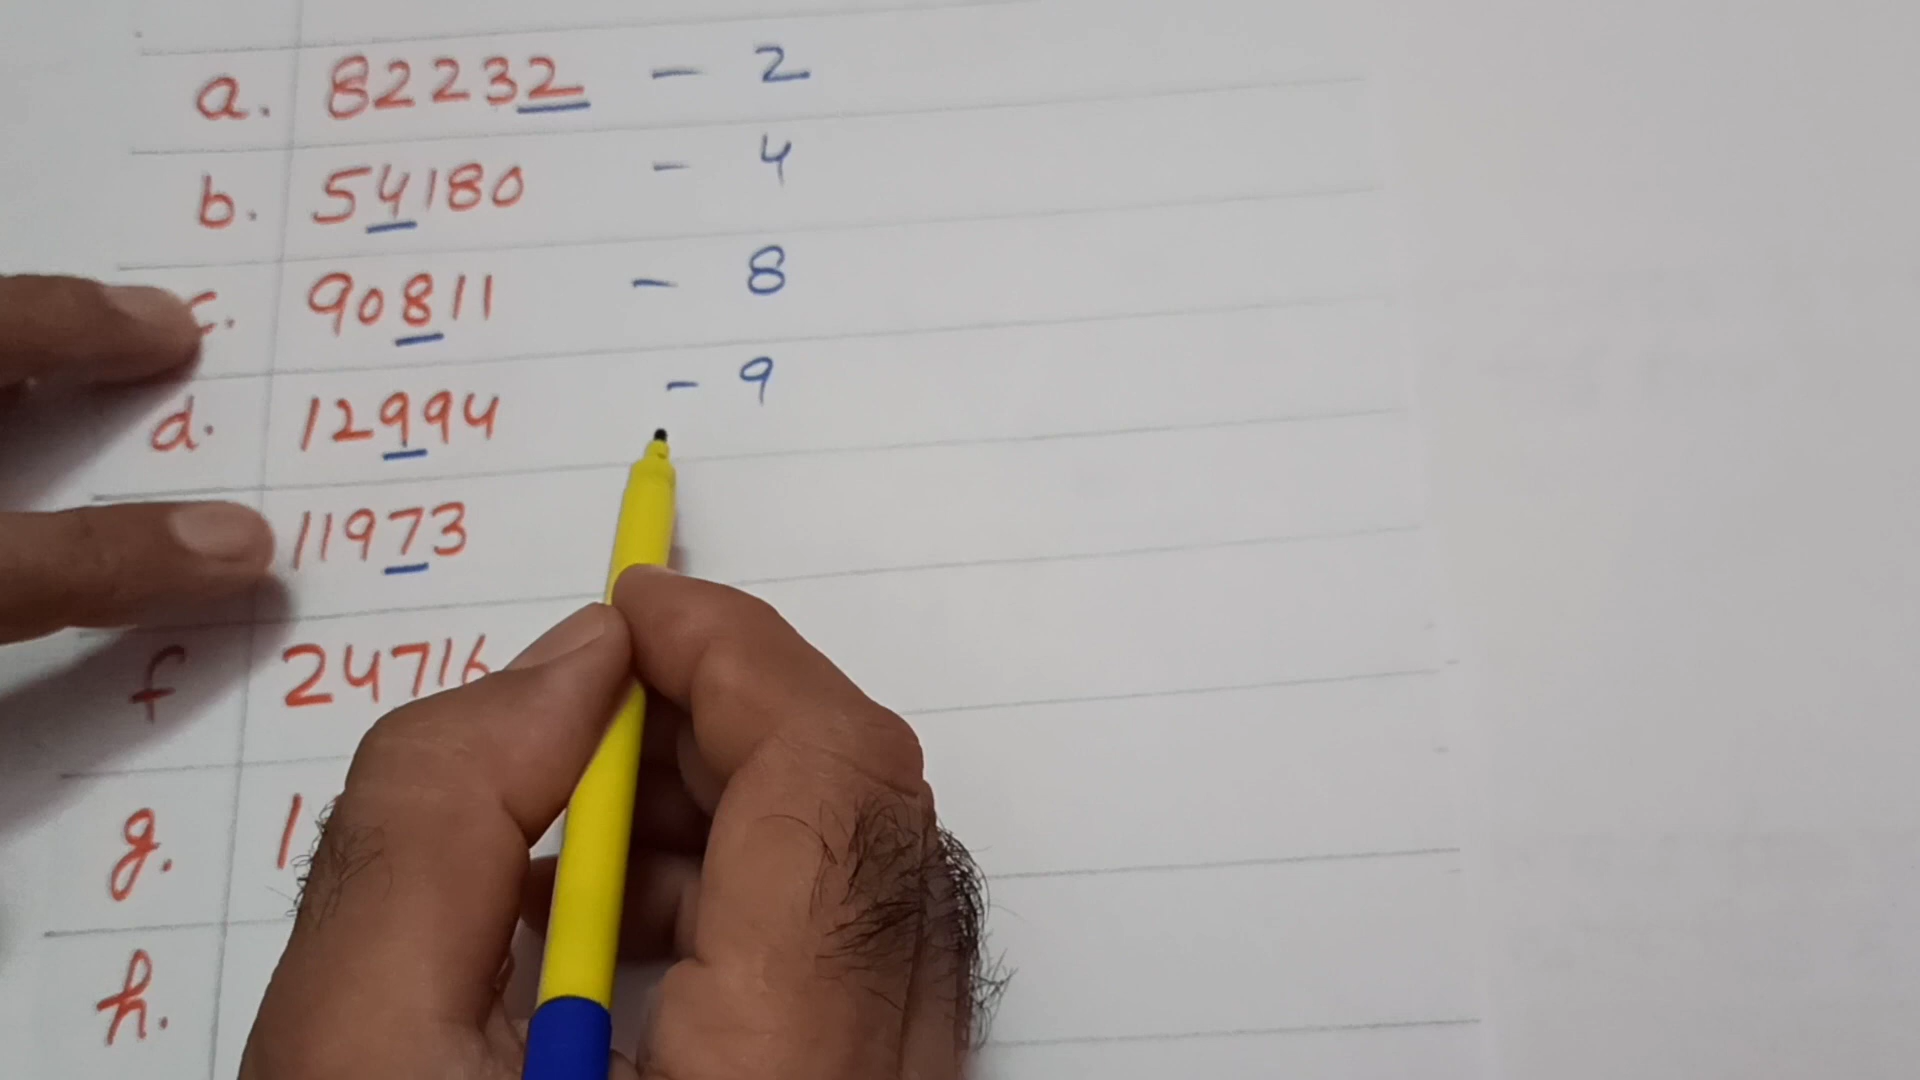 a. 82232 - 2
b. 54180 - 4
c. 90811 - 8
d. 12994 - 9
11973
f 24716
g. 1
h.